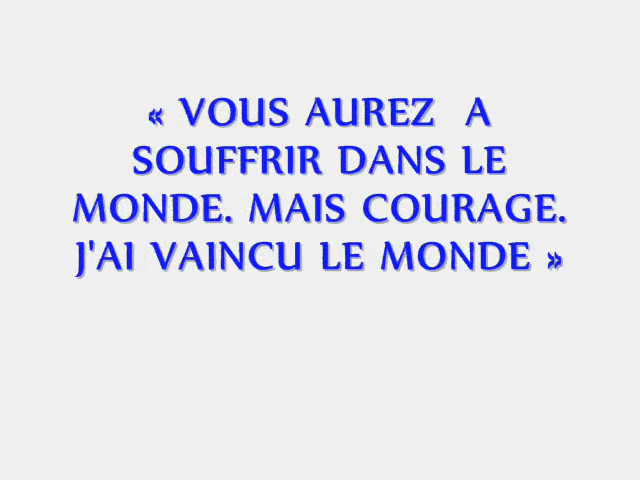 « VOUS AUREZ  A
SOUFFRIR DANS LE
MONDE. MAIS COURAGE.
J'AI VAINCU LE MONDE »